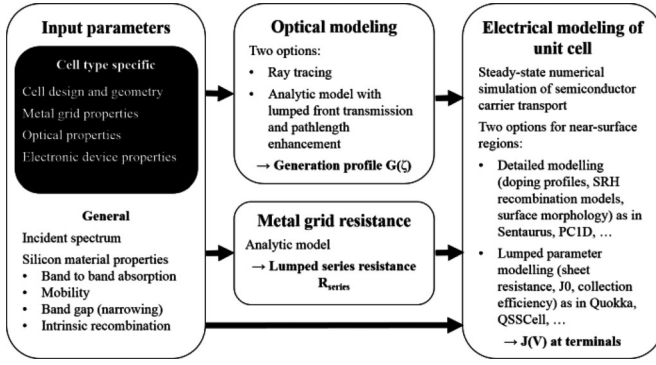 Input parameters
Cell type specific
Cell design and geometry
Metal grid properties
Optical properties
Electronic device properties
General
Incident spectrum
Silicon material properties
• Band to band absorption
• Mobility
• Band gap (narrowing)
• Intrinsic recombination
Optical modeling
Two options:
• Ray tracing
• Analytic model with
lumped front transmission
and pathlength
enhancement
→ Generation profile G(ζ)
Metal grid resistance
Analytic model
→ Lumped series resistance
Rseries
Electrical modeling of
unit cell
Steady-state numerical
simulation of semiconductor
carrier transport
Two options for near-surface
regions:
• Detailed modelling
(doping profiles, SRH
recombination models,
surface morphology) as in
Sentaurus, PC1D, …
• Lumped parameter
modelling (sheet
resistance, J0, collection
efficiency) as in Quokka,
QSSCell, …
→ J(V) at terminals